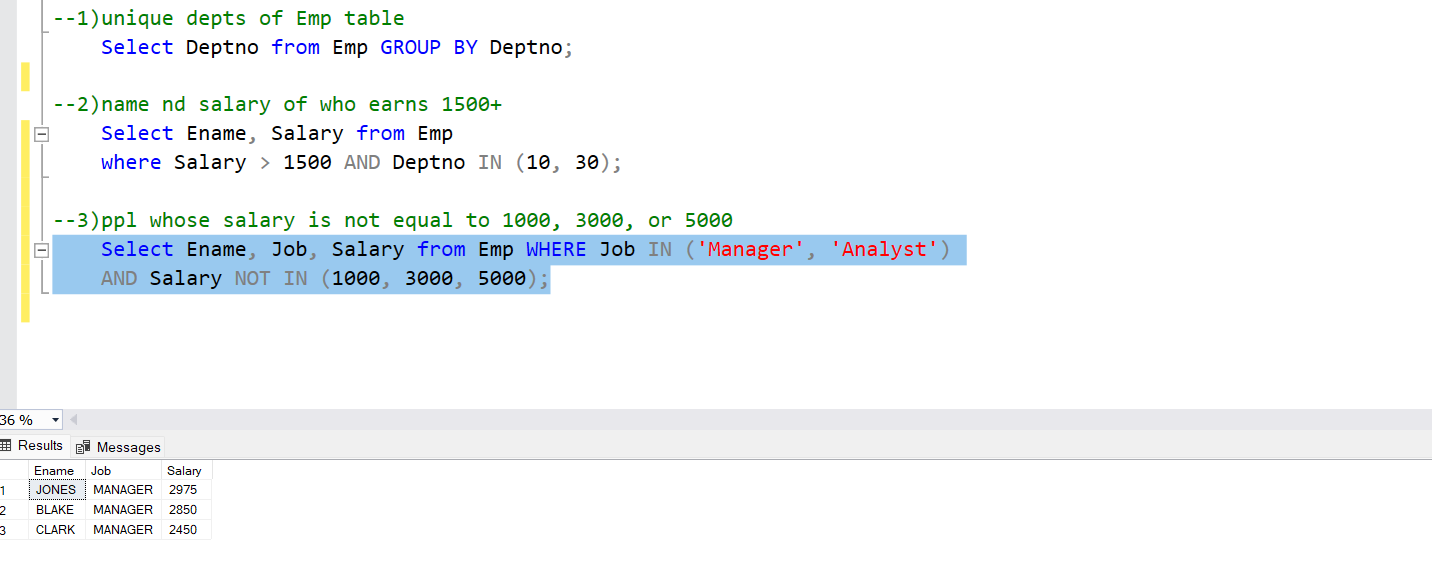 --1)unique depts of Emp table
Select Deptno from Emp GROUP BY Deptno;
--2)name nd salary of who earns 1500+
Select Ename, Salary from Emp
where Salary > 1500 AND Deptno IN (10, 30);
--3)ppl whose salary is not equal to 1000, 3000, or 5000
Select Ename, Job, Salary from Emp WHERE Job IN ('Manager', 'Analyst')
AND Salary NOT IN (1000, 3000, 5000);
36 %
Results Messages
Ename Job Salary
1 JONES MANAGER 2975
2 BLAKE MANAGER 2850
3 CLARK MANAGER 2450